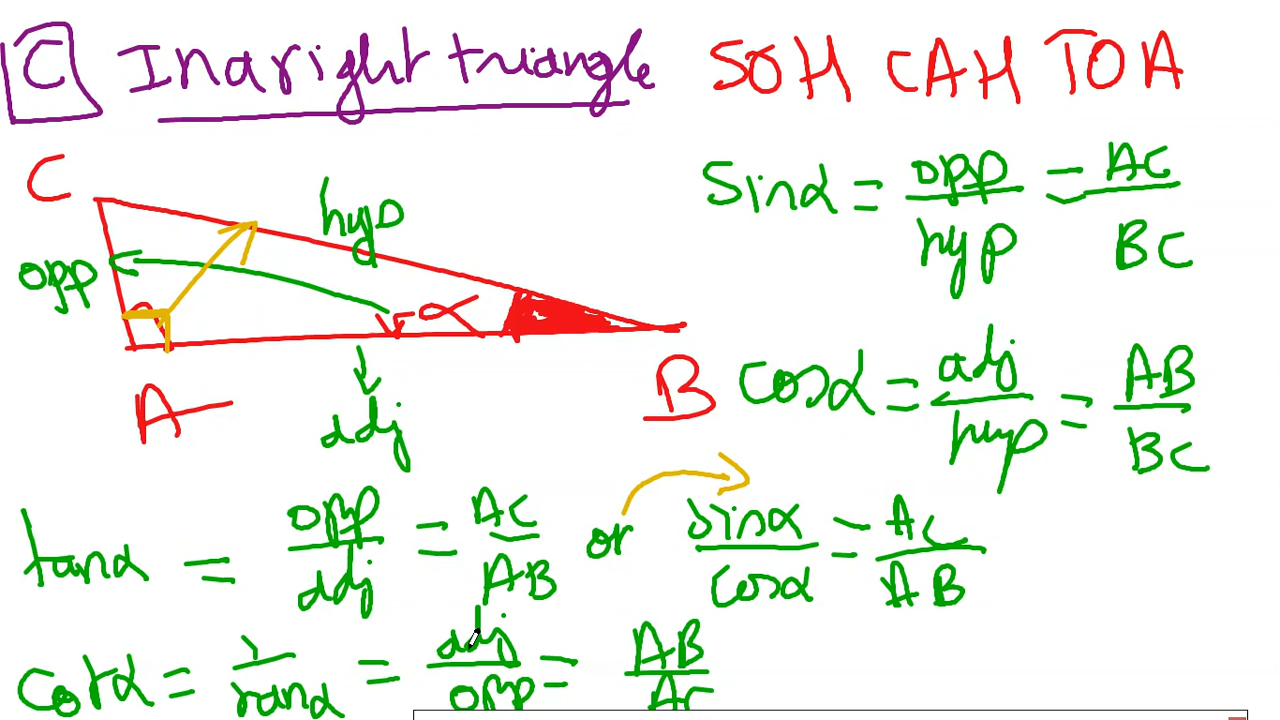 C In a right triangle SOH CAH TOA
C
hyp
opp
α
A
adj
B
sinα = opp/hyp = AC/BC
cosα = adj/hyp = AB/BC
tanα = opp/adj = AC/AB or sinα/cosα = AC/AB
cotα = 1/tanα = adj/opp = AB/AC